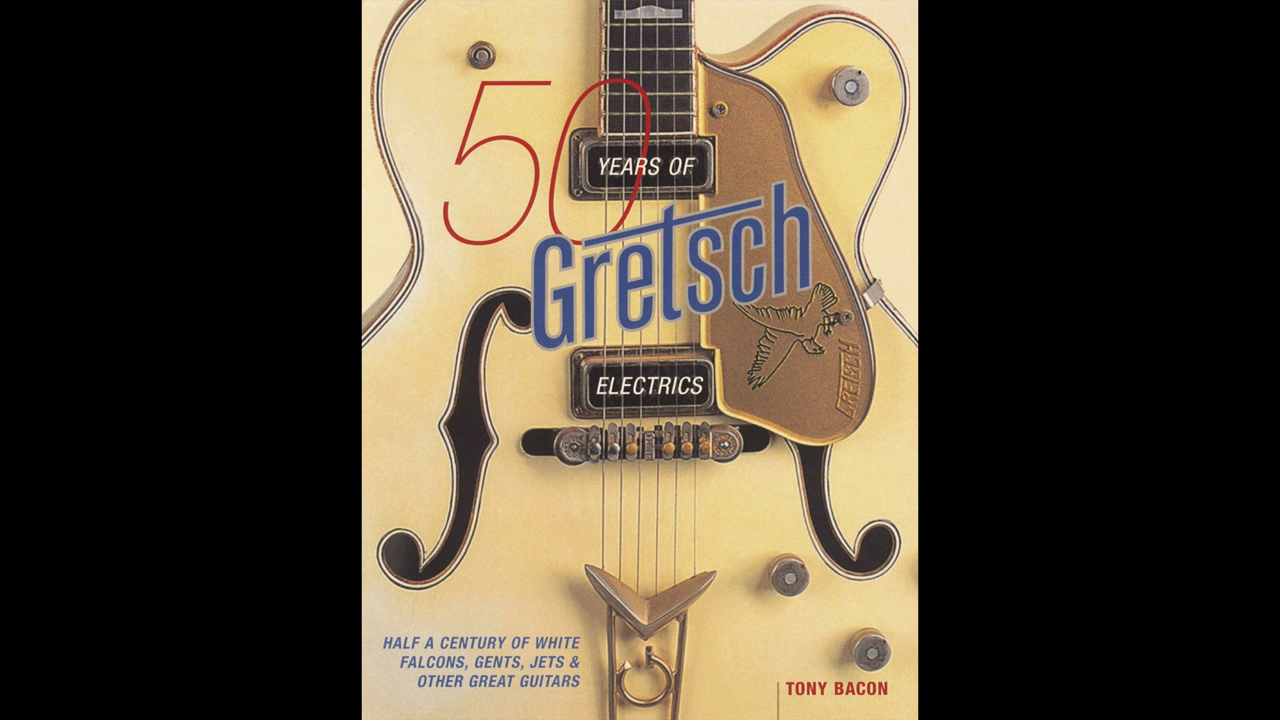 50
YEARS OF
Gretsch
GRETSCH
ELECTRICS
HALF A CENTURY OF WHITE
FALCONS, GENTS, JETS &
OTHER GREAT GUITARS
TONY BACON